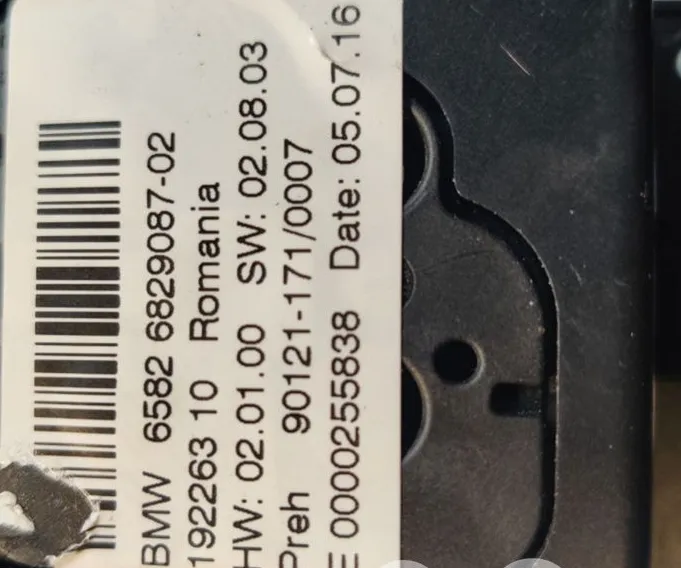 BMW 6582 6829087-02
192263 10 Romania
HW: 02.01.00 SW: 02.08.03
Preh 90121-171/0007
E 0000255838 Date: 05.07.16